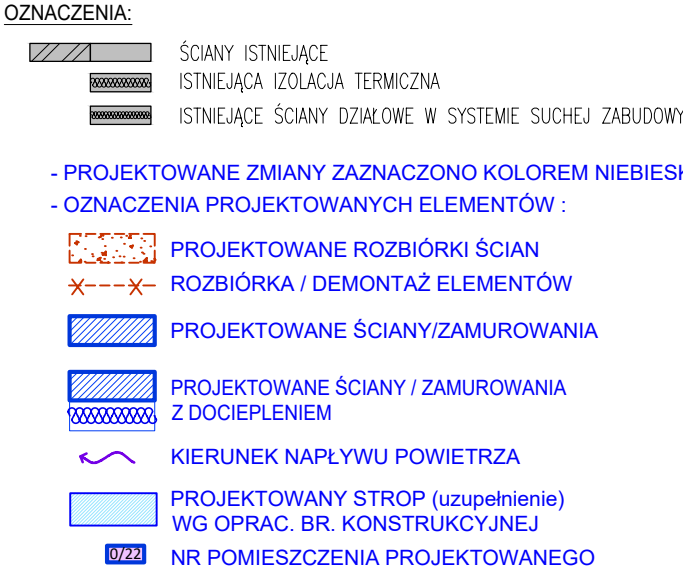 OZNACZENIA:
ŚCIANY ISTNIEJĄCE
ISTNIEJĄCA IZOLACJA TERMICZNA
ISTNIEJĄCE ŚCIANY DZIAŁOWE W SYSTEMIE SUCHEJ ZABUDOWY
- PROJEKTOWANE ZMIANY ZAZNACZONO KOLOREM NIEBIESK
- OZNACZENIA PROJEKTOWANYCH ELEMENTÓW :
PROJEKTOWANE ROZBIÓRKI ŚCIAN
ROZBIÓRKA / DEMONTAŻ ELEMENTÓW
PROJEKTOWANE ŚCIANY/ZAMUROWANIA
PROJEKTOWANE ŚCIANY / ZAMUROWANIA
Z DOCIEPLENIEM
KIERUNEK NAPŁYWU POWIETRZA
PROJEKTOWANY STROP (uzupełnienie)
WG OPRAC. BR. KONSTRUKCYJNEJ
0/22 NR POMIESZCZENIA PROJEKTOWANEGO